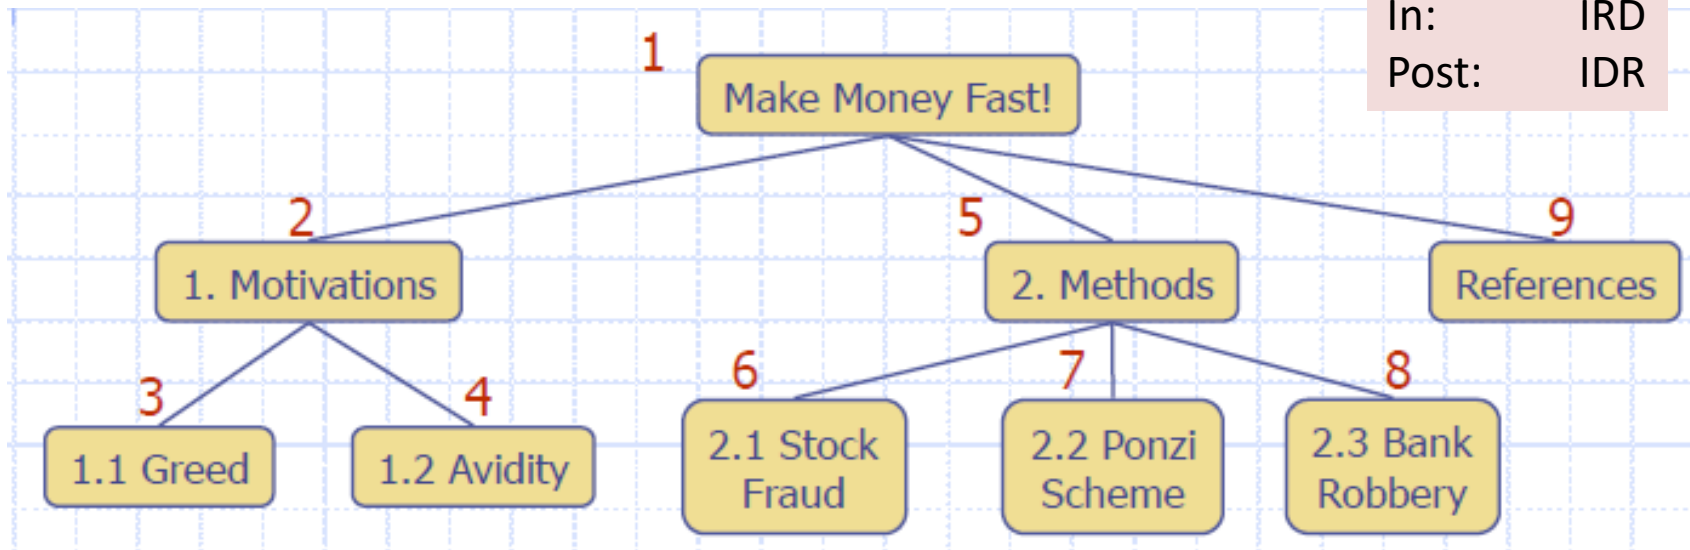 In: IRD
Post: IDR
1
Make Money Fast!
2
5
9
1. Motivations
2. Methods
References
3
4
6
7
8
1.1 Greed
1.2 Avidity
2.1 Stock
Fraud
2.2 Ponzi
Scheme
2.3 Bank
Robbery